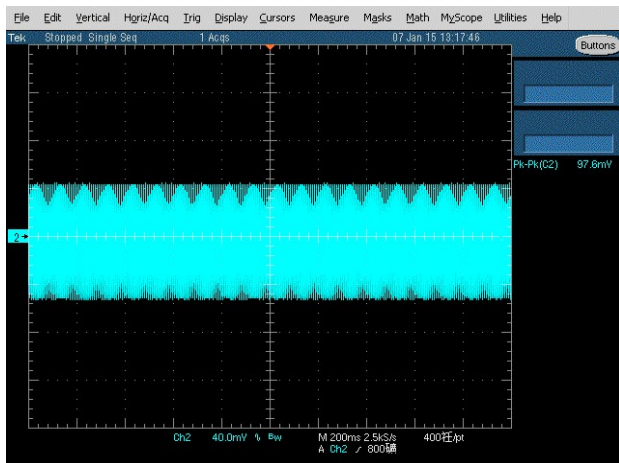 File Edit Vertical Horiz/Acq Trig Display Cursors Measure Masks Math MyScope Utilities Help
Tek Stopped Single Seq 1 Acqs 07 Jan 15 13:17:46
Buttons
Pk-Pk(C2) 97.6mV
2
Ch2 40.0mV Bw M 200ms 2.5kS/s 400 /pt
A Ch2 800